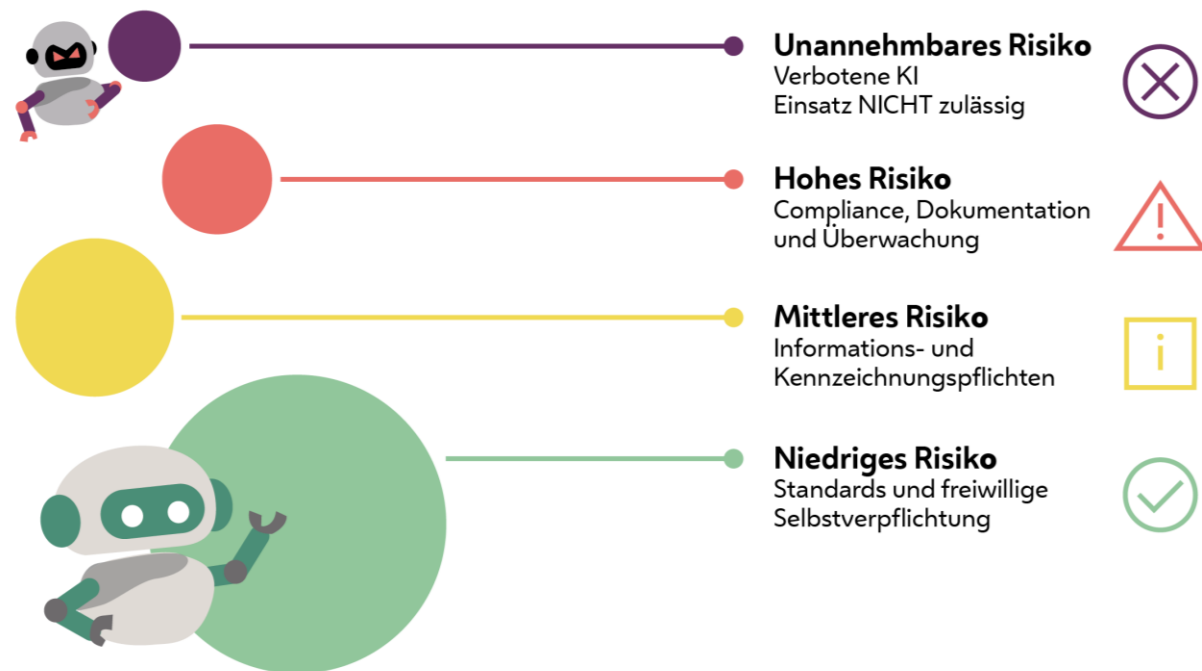 Unannehmbares Risiko
Verbotene KI
Einsatz NICHT zulässig
Hohes Risiko
Compliance, Dokumentation
und Überwachung
Mittleres Risiko
Informations- und
Kennzeichnungspflichten
Niedriges Risiko
Standards und freiwillige
Selbstverpflichtung